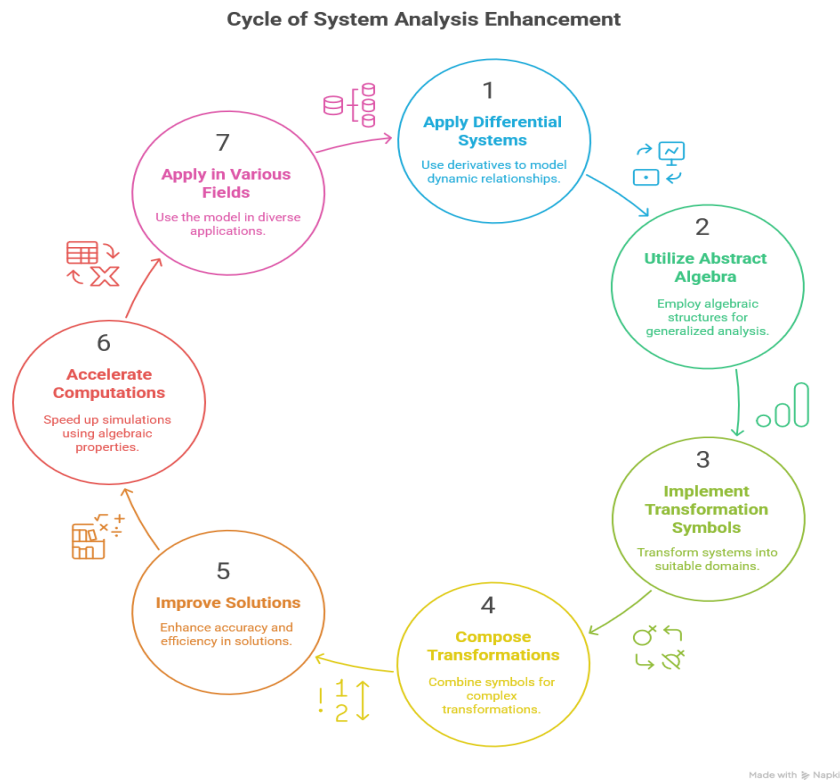 Cycle of System Analysis Enhancement
1
Apply Differential
Systems
Use derivatives to model
dynamic relationships.
2
Utilize Abstract
Algebra
Employ algebraic
structures for
generalized analysis.
3
Implement
Transformation
Symbols
Transform systems into
suitable domains.
4
Compose
Transformations
Combine symbols for
complex
transformations.
!
1
2
5
Improve Solutions
Enhance accuracy and
efficiency in solutions.
6
Accelerate
Computations
Speed up simulations
using algebraic
properties.
7
Apply in Various
Fields
Use the model in diverse
applications.
Made with Napki